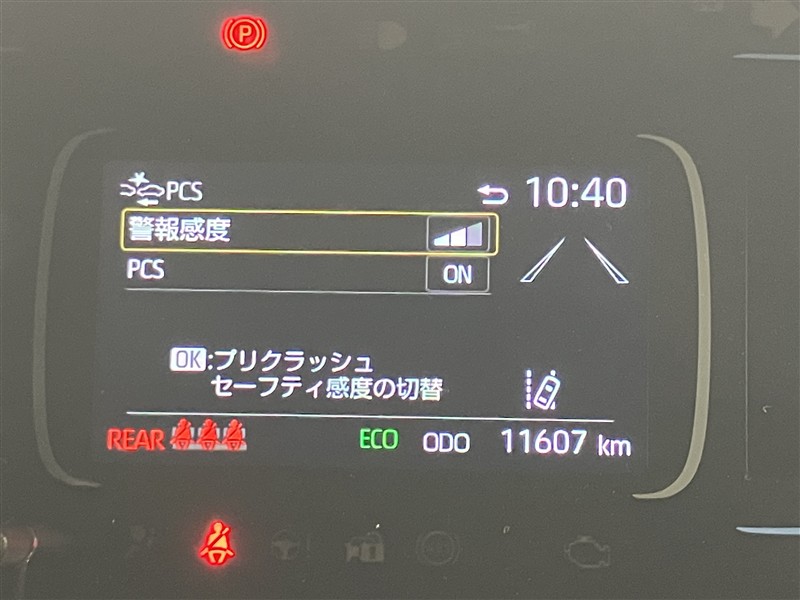 P
PCS 10:40
警報感度
PCS ON
OK:プリクラッシュ
セーフティ感度の切替
REAR ECO ODO 11607 km